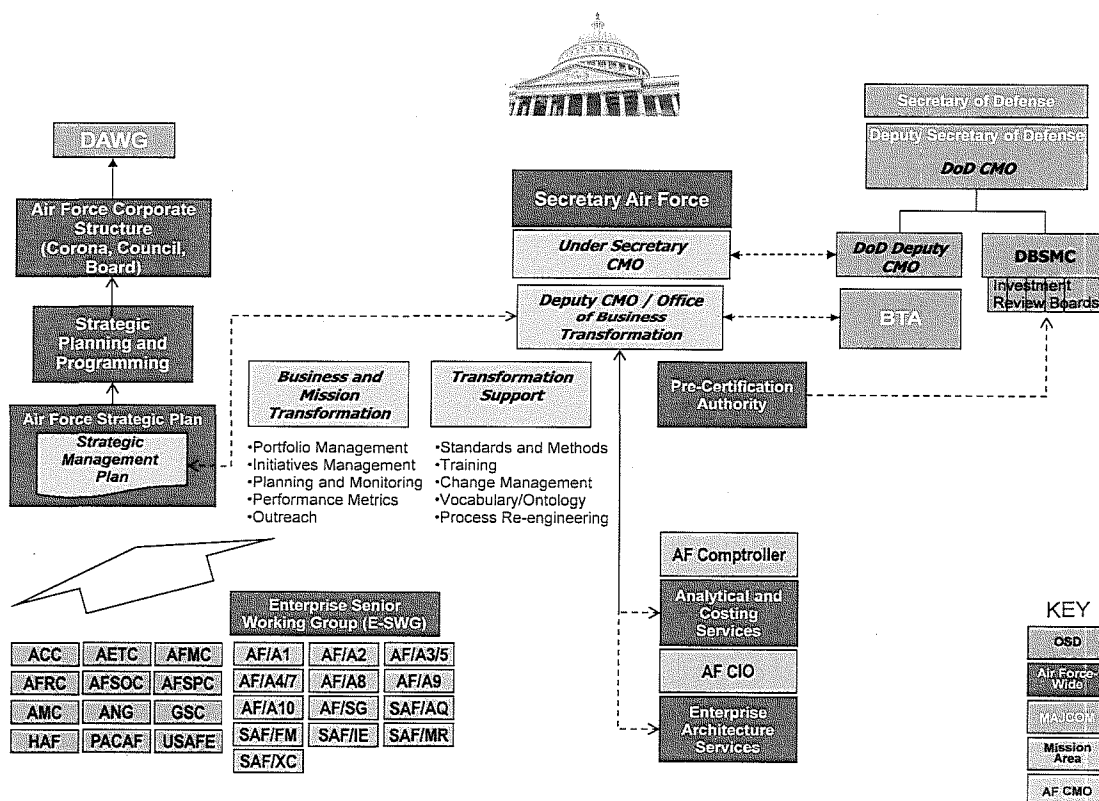 Secretary of Defense
Deputy Secretary of Defense
DoD CMO
DAWG
Air Force Corporate
Structure
(Corona, Council,
Board)
Secretary Air Force
Under Secretary
CMO
DoD Deputy
CMO
DBSMC
Investment
Review Boards
Deputy CMO / Office
of Business
Transformation
BTA
Strategic
Planning and
Programming
Business and
Mission
Transformation
Transformation
Support
Pre-Certification
Authority
Air Force Strategic Plan
Strategic
Management
Plan
•Portfolio Management
•Initiatives Management
•Planning and Monitoring
•Performance Metrics
•Outreach
•Standards and Methods
•Training
•Change Management
•Vocabulary/Ontology
•Process Re-engineering
AF Comptroller
Analytical and
Costing
Services
AF CIO
Enterprise
Architecture
Services
Enterprise Senior
Working Group (E-SWG)
ACC AETC AFMC
AFRC AFSOC AFSPC
AMC ANG GSC
HAF PACAF USAFE
AF/A1 AF/A2 AF/A3/5
AF/A4/7 AF/A8 AF/A9
AF/A10 AF/SG SAF/AQ
SAF/FM SAF/IE SAF/MR
SAF/XC
KEY
OSD
Air Force-
Wide
MAJCOM
Mission
Area
AF CMO